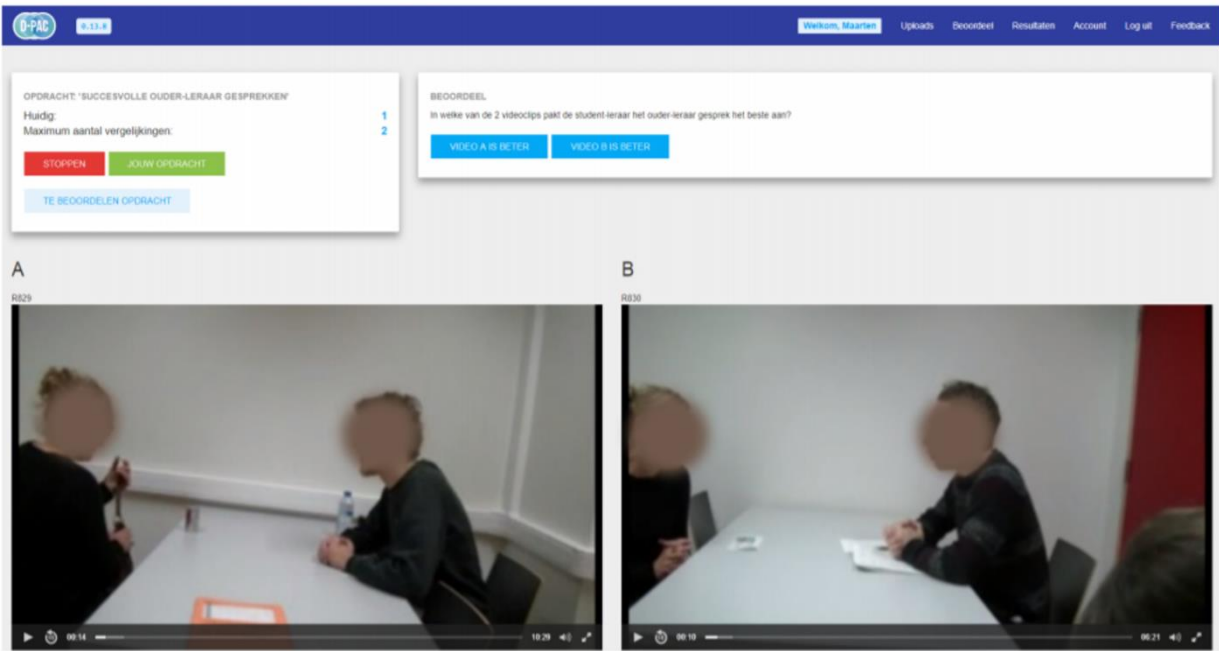 D-PAC
0.13.8
Welkom, Maarten Uploads Beoordeel Resultaten Account Log uit Feedback
OPDRACHT: 'SUCCESVOLLE OUDER-LERAAR GESPREKKEN'
Huidig: 1
Maximum aantal vergelijkingen: 2
STOPPEN JOUW OPDRACHT
TE BEOORDELEN OPDRACHT
BEOORDEEL
In welke van de 2 videoclips pakt de student-leraar het ouder-leraar gesprek het beste aan?
VIDEO A IS BETER VIDEO B IS BETER
A
R829
00:14 10:29
B
R830
00:10 06:21